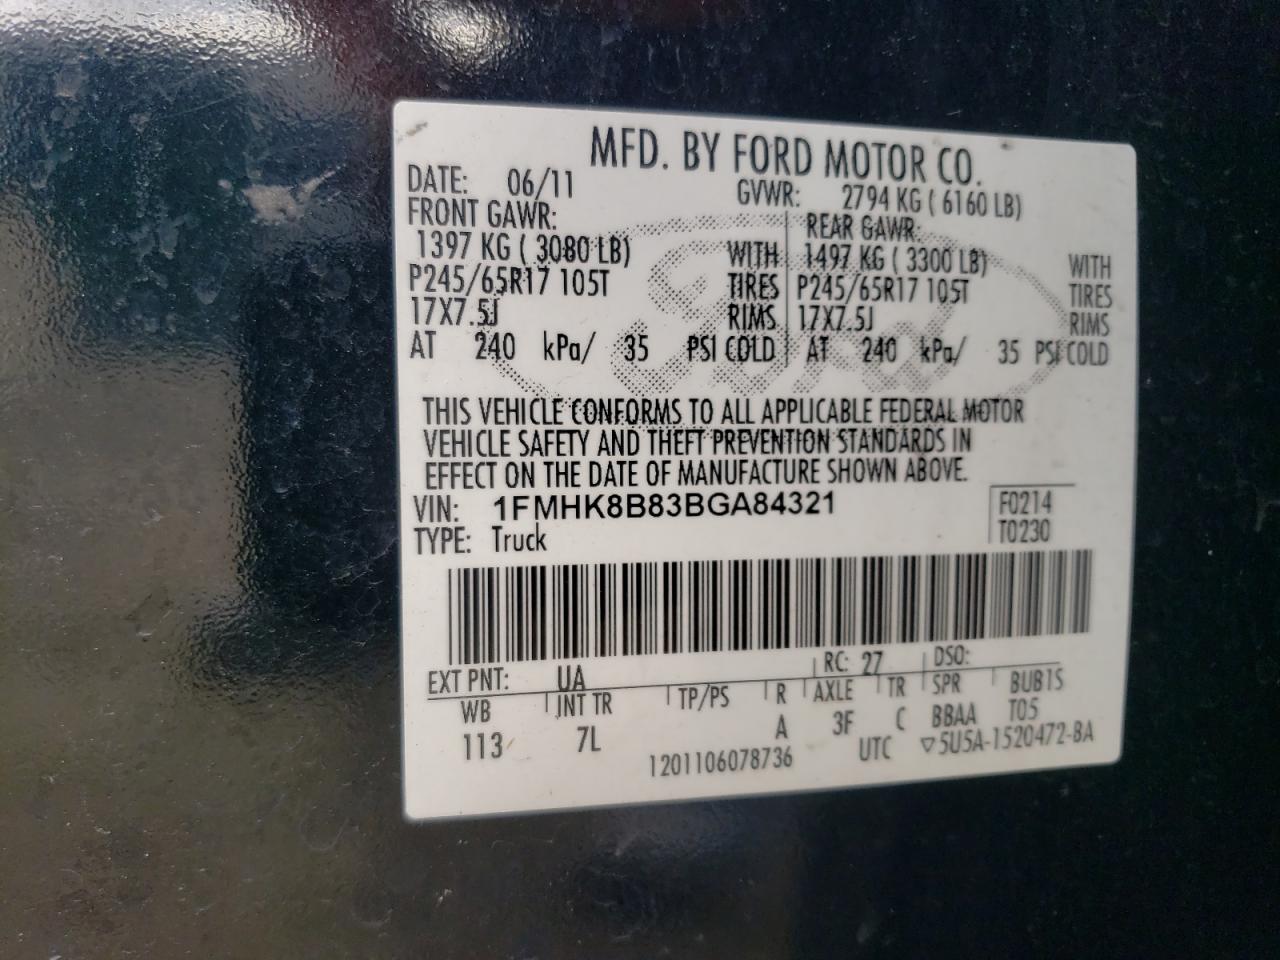 MFD. BY FORD MOTOR CO.
DATE: 06/11 GVWR: 2794 KG ( 6160 LB)
FRONT GAWR: REAR GAWR:
1397 KG ( 3080 LB) WITH 1497 KG ( 3300 LB) WITH
P245/65R17 105T TIRES P245/65R17 105T TIRES
17X7.5J RIMS 17X7.5J RIMS
AT 240 kPa/ 35 PSI COLD AT 240 kPa/ 35 PSI COLD
Ford
THIS VEHICLE CONFORMS TO ALL APPLICABLE FEDERAL MOTOR
VEHICLE SAFETY AND THEFT PREVENTION STANDARDS IN
EFFECT ON THE DATE OF MANUFACTURE SHOWN ABOVE.
VIN: 1FMHK8B83BGA84321 F0214
TYPE: Truck T0230
EXT PNT: UA RC: 27 DSO:
WB INT TR TP/PS R AXLE TR SPR BUB1S
113 7L A 3F C BBAA T05
1201106078736 UTC ▽5U5A-1520472-BA